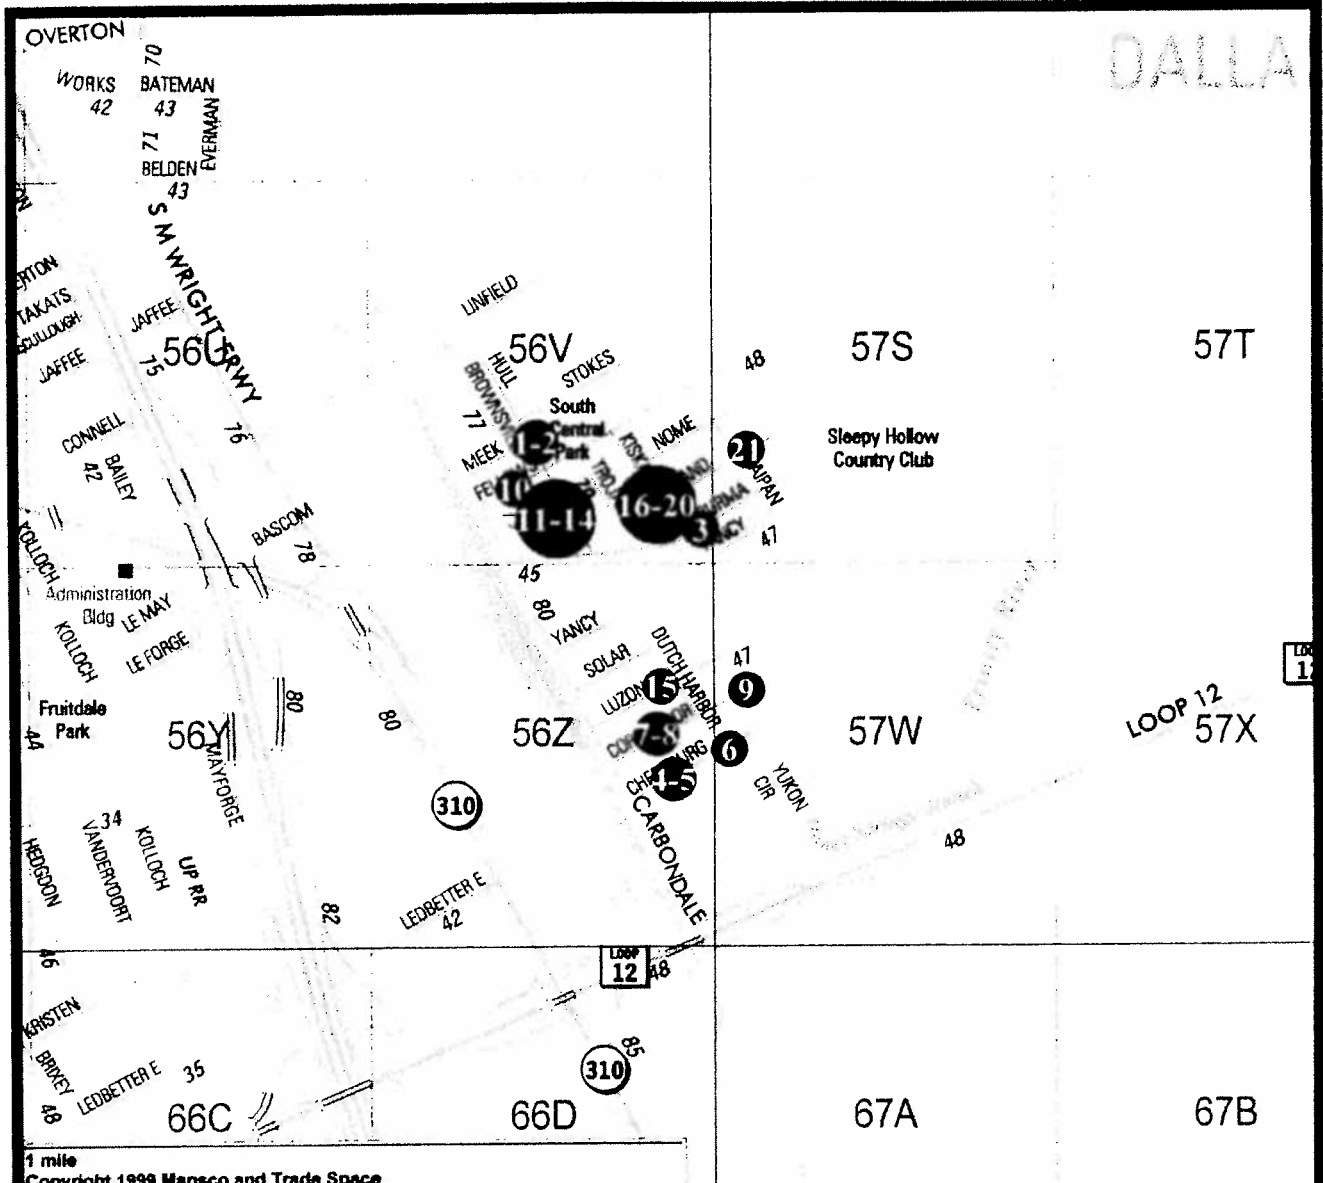 OVERTON
70
DALLA
WORKS
BATEMAN
42
43
EVERMAN
71
BELDEN
43
S M WRIGHT FRWY
TAKATS
JAFFEE
JAFFEE
75
56U
LINFIELD
56V
57S
57T
HULL
STOKES
48
CONNELL
42
BAILEY
76
77
MEEK
South
Central
Park
1-2
NOME
21
Sleepy Hollow
Country Club
10
11-14
16-20
3
47
BASCOM
78
KOLLOCH
Administration
Bldg
LE MAY
KOLLOCH
LE FORGE
45
80
YANCY
SOLAR
DUTCH HARBOR
LUZON
15
47
9
LOOP 12
Fruitdale
Park
44
56Y
80
80
56Z
7-8
6
57W
57X
MAYFORGE
4-5
YUKON
CIR
310
CARBONDALE
34
HEDGDON
VANDERVOORT
KOLLOCH
UP RR
82
LEDBETTER E
42
48
46
LOOP
12
48
KRISTEN
BRIXEY
48
LEDBETTER E
35
310
85
66C
66D
67A
67B
1 mile
Copyright 1999 Mapsco and Trade Space